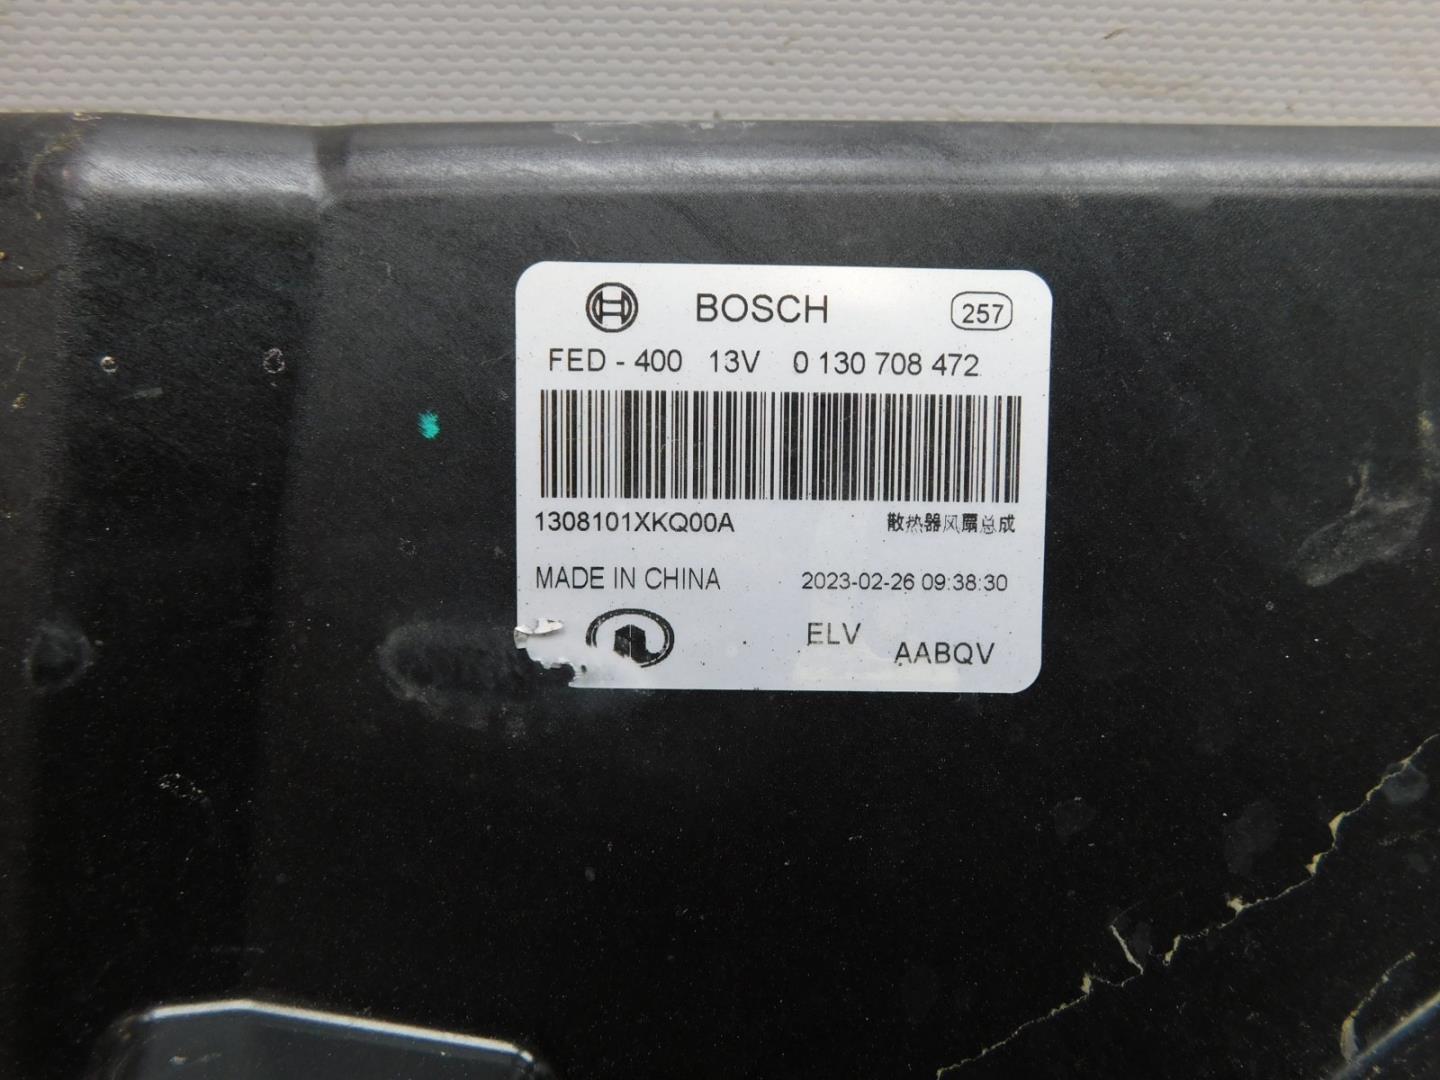 BOSCH 257
FED - 400 13V 0 130 708 472
1308101XKQ00A 散热器风扇总成
MADE IN CHINA 2023-02-26 09:38:30
ELV AABQV